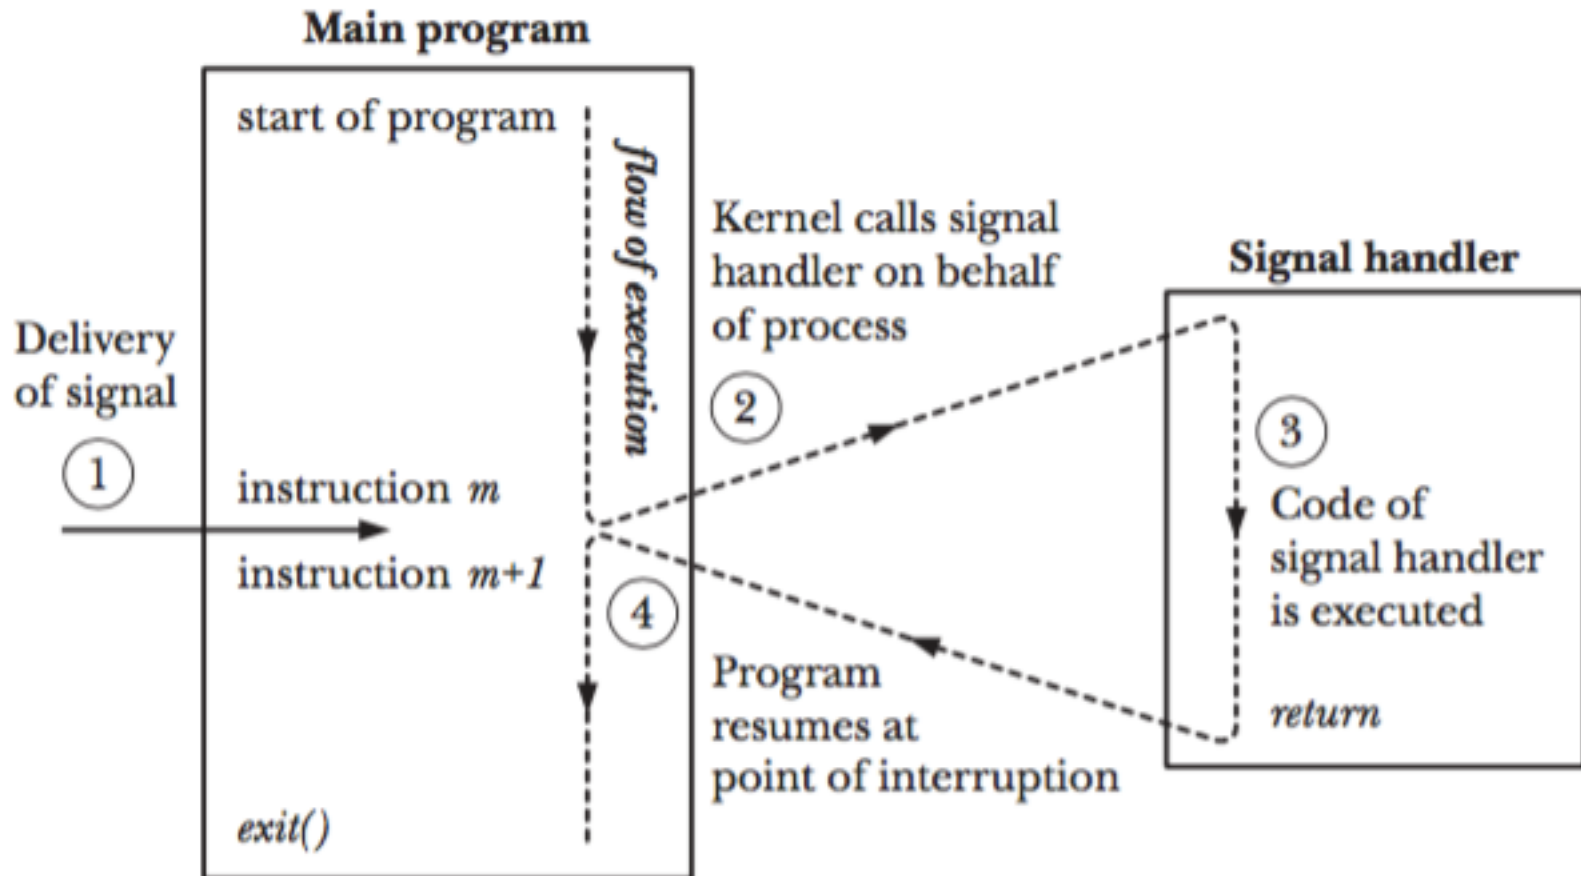 Main program
start of program
flow of execution
Delivery
of signal
1
instruction m
instruction m+1
exit()
Kernel calls signal
handler on behalf
of process
2
Signal handler
3
Code of
signal handler
is executed
return
4
Program
resumes at
point of interruption